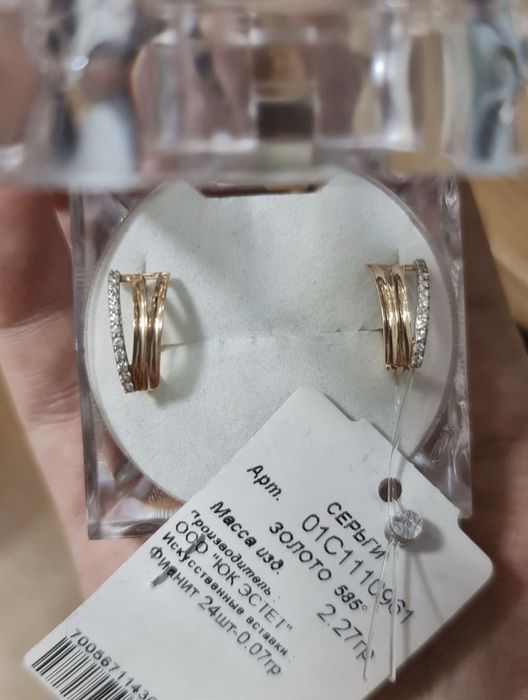 СЕРЬГИ
Арт. 01С1110961
ЗОЛОТО 585°
Масса изд. 2.27гр
Производитель :
ООО "ЮК ЭСТЕТ"
Искусственные вставки :
Фианит 24шт-0.07гр